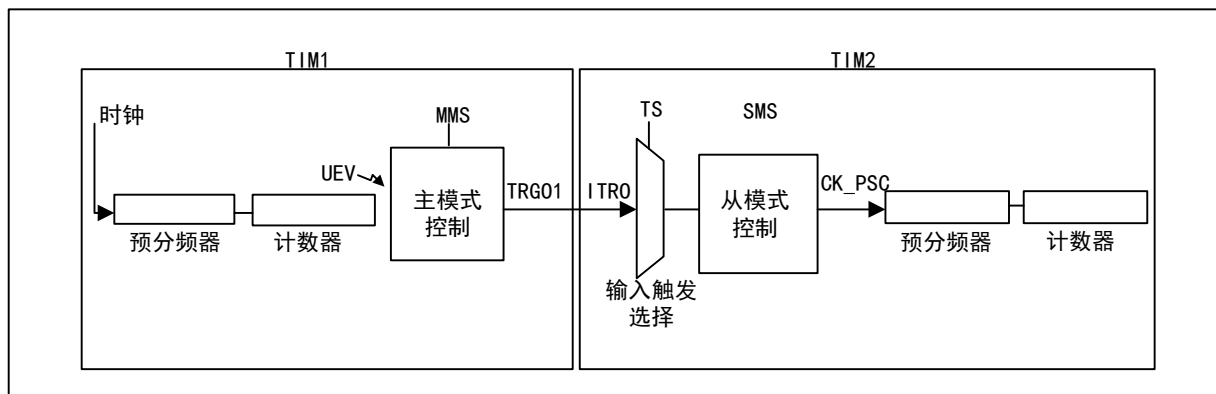 TIM1
TIM2
时钟
MMS
TS
SMS
UEV
主模式
控制
TRGO1
ITR0
从模式
控制
CK_PSC
预分频器
计数器
预分频器
计数器
输入触发
选择